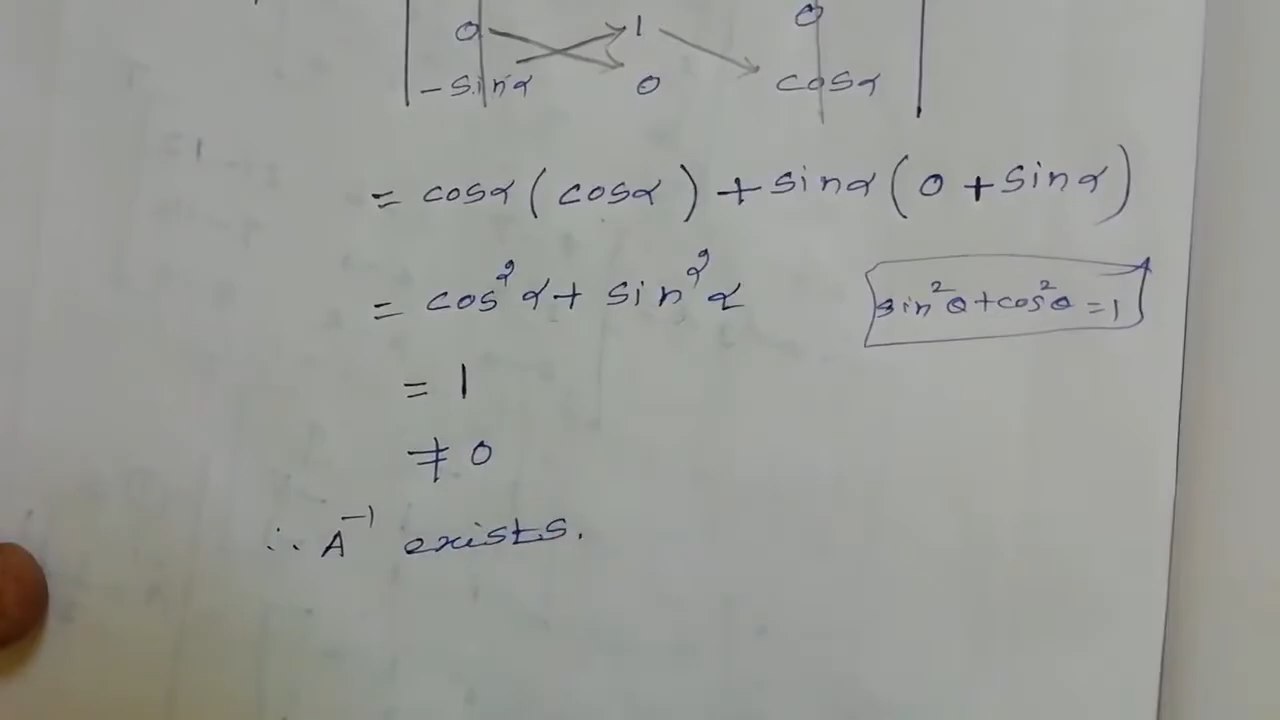 0 1 0
-sinα 0 cosα
= cosα (cosα) + sinα (0 + sinα)
= cos²α + sin²α
sin²θ + cos²θ = 1
= 1
≠ 0
∴ A⁻¹ exists.